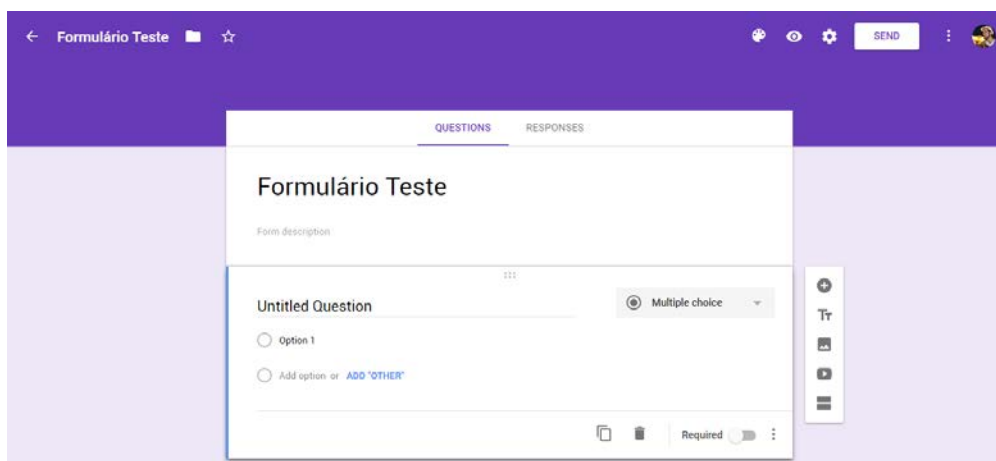 Formulário Teste
SEND
QUESTIONS RESPONSES
Formulário Teste
Form description
Untitled Question
Multiple choice
Option 1
Add option or ADD "OTHER"
Required